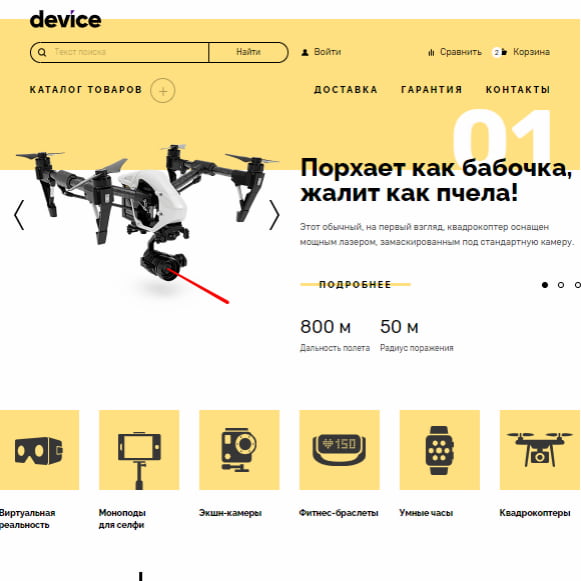 device
Текст поиска
Найти
Войти
Сравнить
2
Корзина
КАТАЛОГ ТОВАРОВ
+
ДОСТАВКА
ГАРАНТИЯ
КОНТАКТЫ
01
Порхает как бабочка,
жалит как пчела!
Этот обычный, на первый взгляд, квадрокоптер оснащен
мощным лазером, замаскированным под стандартную камеру.
ПОДРОБНЕЕ
800 м
50 м
Дальность полета
Радиус поражения
150
Виртуальная
реальность
Моноподы
для селфи
Экшн-камеры
Фитнес-браслеты
Умные часы
Квадрокоптеры